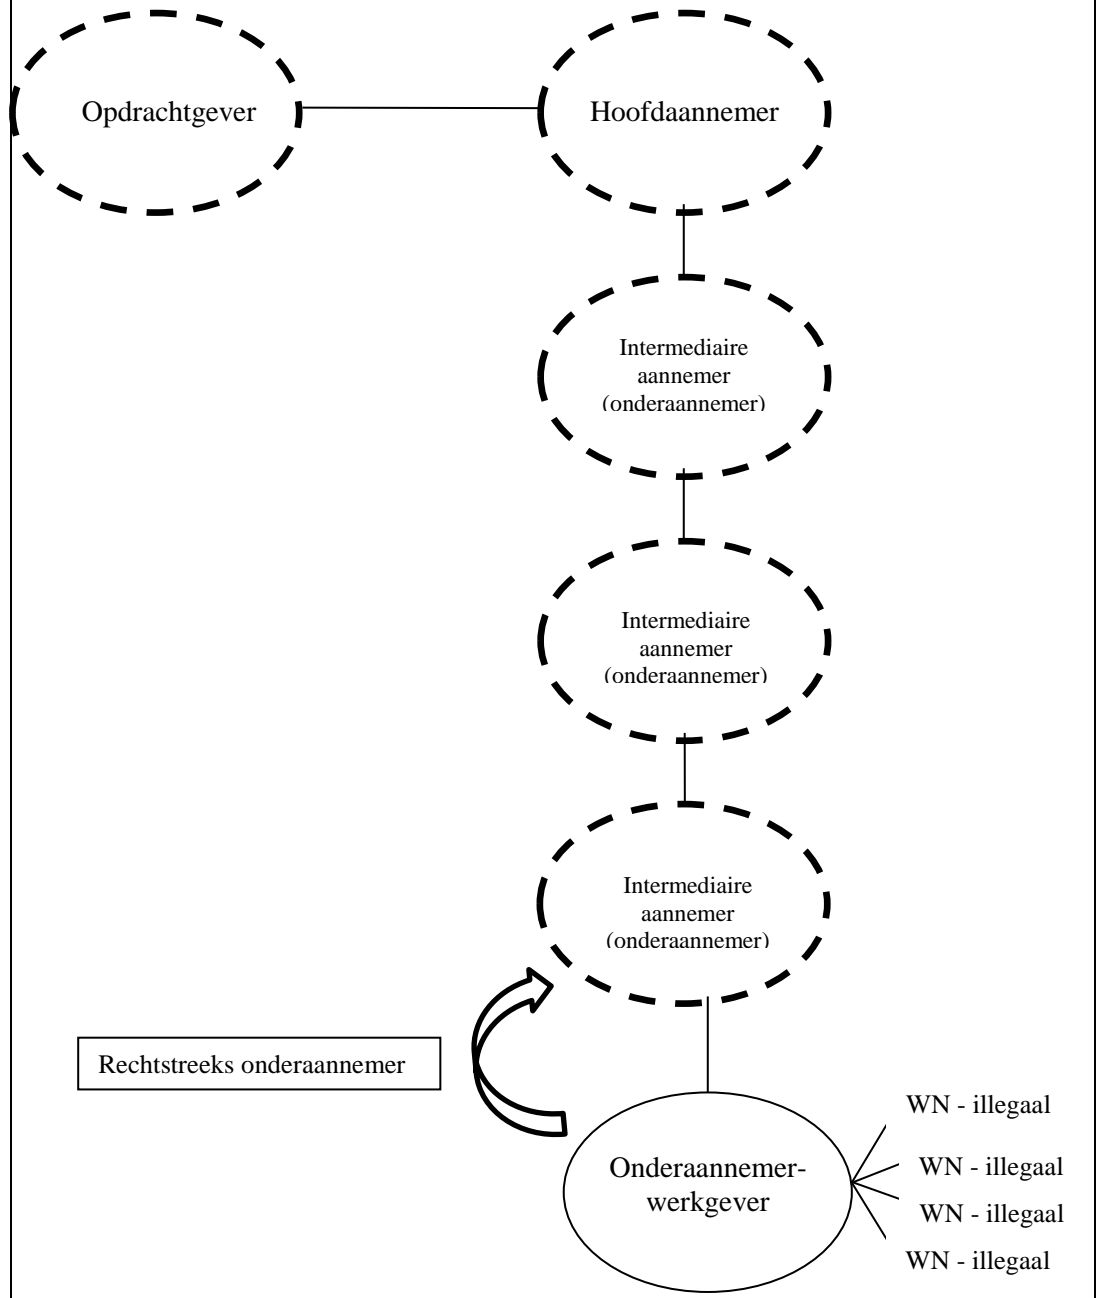 Opdrachtgever
Hoofdaannemer
Intermediaire
aannemer
(onderaannemer)
Intermediaire
aannemer
(onderaannemer)
Intermediaire
aannemer
(onderaannemer)
Rechtstreeks onderaannemer
Onderaannemer-
werkgever
WN - illegaal
WN - illegaal
WN - illegaal
WN - illegaal